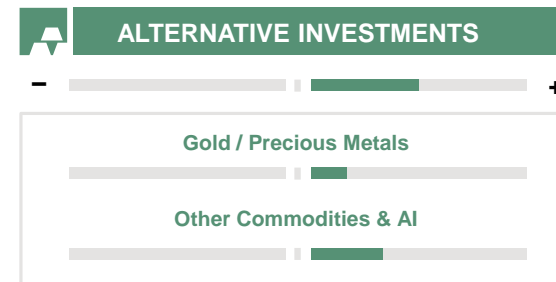 ALTERNATIVE INVESTMENTS
– +
Gold / Precious Metals
Other Commodities & AI